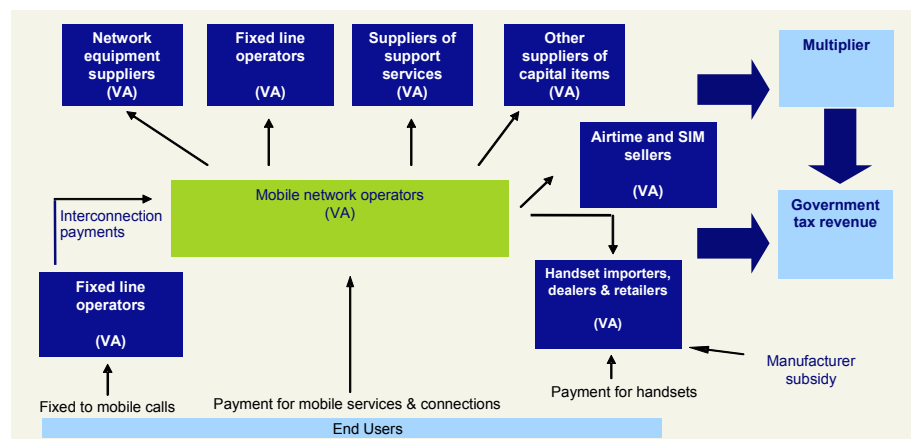 Network
equipment
suppliers
(VA)
Fixed line
operators
(VA)
Suppliers of
support
services
(VA)
Other
suppliers of
capital items
(VA)
Multiplier
Airtime and SIM
sellers
(VA)
Mobile network operators
(VA)
Government
tax revenue
Interconnection
payments
Fixed line
operators
(VA)
Handset importers,
dealers & retailers
(VA)
Manufacturer
subsidy
Fixed to mobile calls
Payment for mobile services & connections
Payment for handsets
End Users